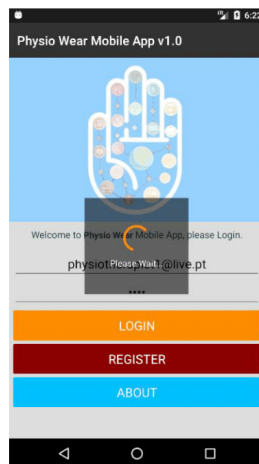 6:22
Physio Wear Mobile App v1.0
Welcome to Physio Wear Mobile App, please Login.
Please Wait
••••
LOGIN
REGISTER
ABOUT